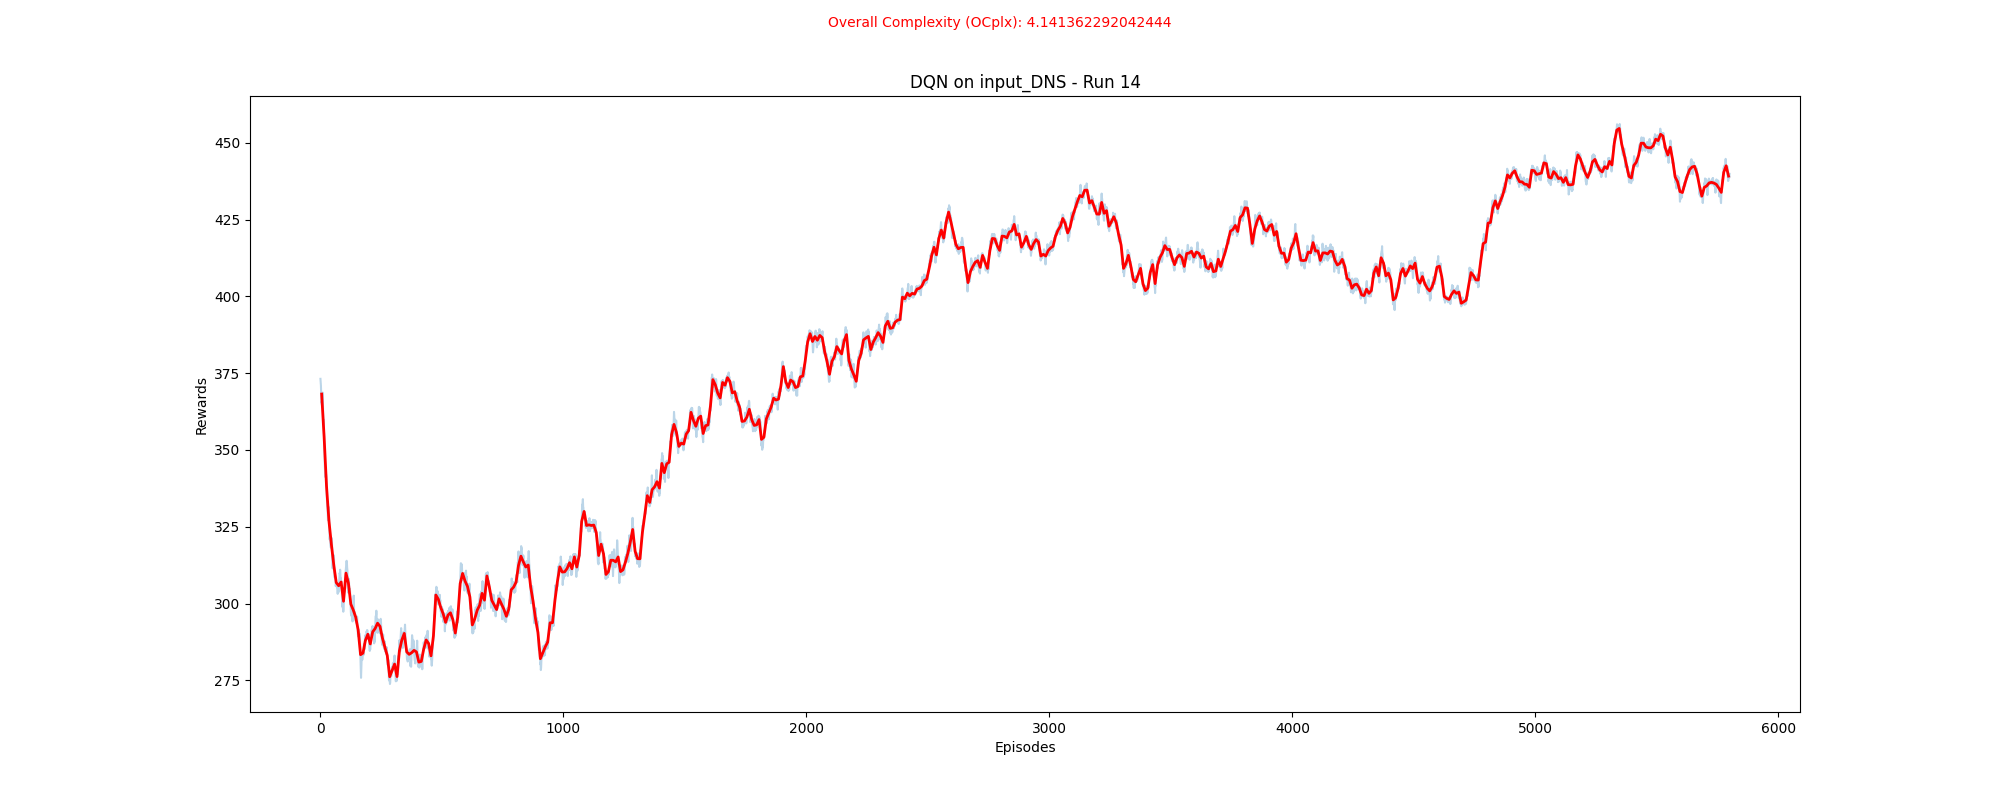 Overall Complexity (OCplx): 4.141362292042444
DQN on input_DNS - Run 14
450
425
400
375
350
325
300
275
Rewards
0 1000 2000 3000 4000 5000 6000
Episodes